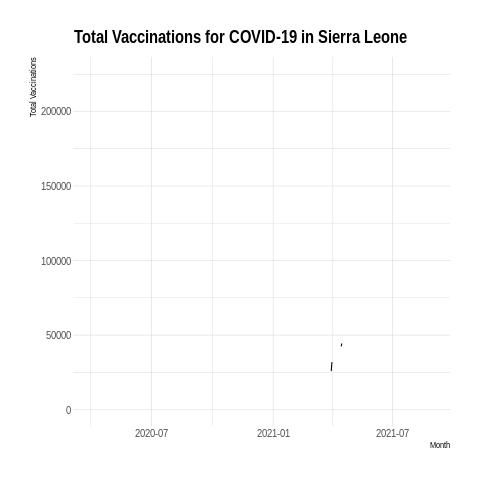 Total Vaccinations for COVID-19 in Sierra Leone
Total Vaccinations
200000
150000
100000
50000
0
2020-07 2021-01 2021-07
Month